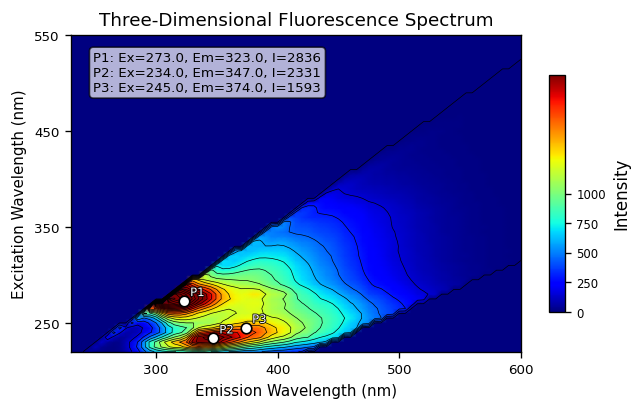 Three-Dimensional Fluorescence Spectrum
550
450
350
250
Excitation Wavelength (nm)
P1: Ex=273.0, Em=323.0, I=2836
P2: Ex=234.0, Em=347.0, I=2331
P3: Ex=245.0, Em=374.0, I=1593
P1
P3
P2
300
400
500
600
Emission Wavelength (nm)
1000
750
500
250
0
Intensity